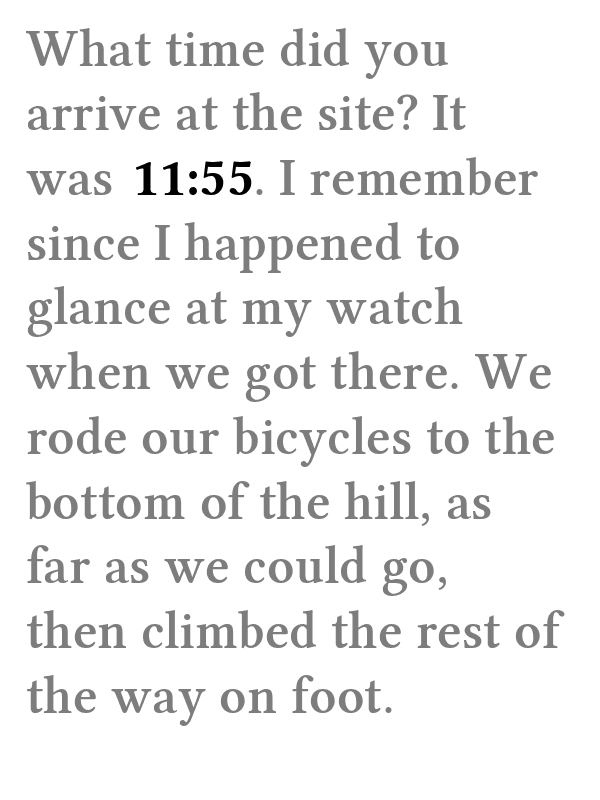 What time did you
arrive at the site? It
was 11:55. I remember
since I happened to
glance at my watch
when we got there. We
rode our bicycles to the
bottom of the hill, as
far as we could go,
then climbed the rest of
the way on foot.